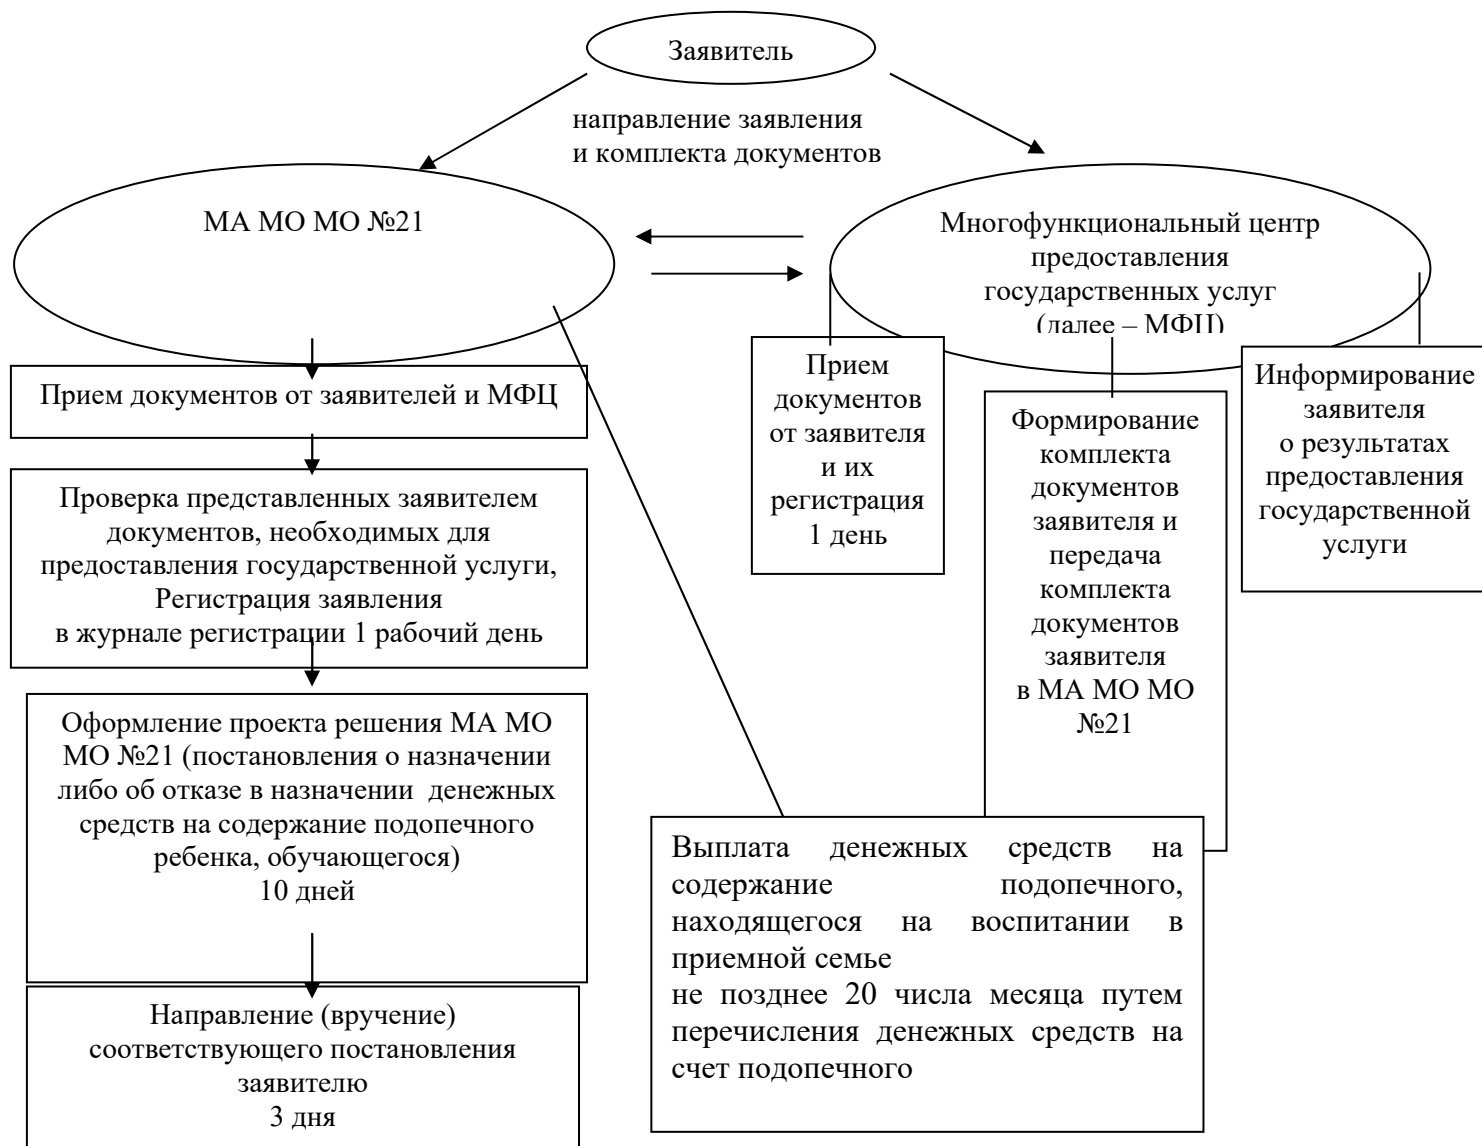 Заявитель
направление заявления
и комплекта документов
МА МО МО №21
Многофункциональный центр
предоставления
государственных услуг
(далее – МФЦ)
Прием документов от заявителей и МФЦ
Проверка представленных заявителем
документов, необходимых для
предоставления государственной услуги,
Регистрация заявления
в журнале регистрации 1 рабочий день
Оформление проекта решения МА МО
МО №21 (постановления о назначении
либо об отказе в назначении денежных
средств на содержание подопечного
ребенка, обучающегося)
10 дней
Направление (вручение)
соответствующего постановления
заявителю
3 дня
Прием
документов
от заявителя
и их
регистрация
1 день
Формирование
комплекта
документов
заявителя и
передача
комплекта
документов
заявителя
в МА МО МО
№21
Информирование
заявителя
о результатах
предоставления
государственной
услуги
Выплата денежных средств на
содержание подопечного,
находящегося на воспитании в
приемной семье
не позднее 20 числа месяца путем
перечисления денежных средств на
счет подопечного